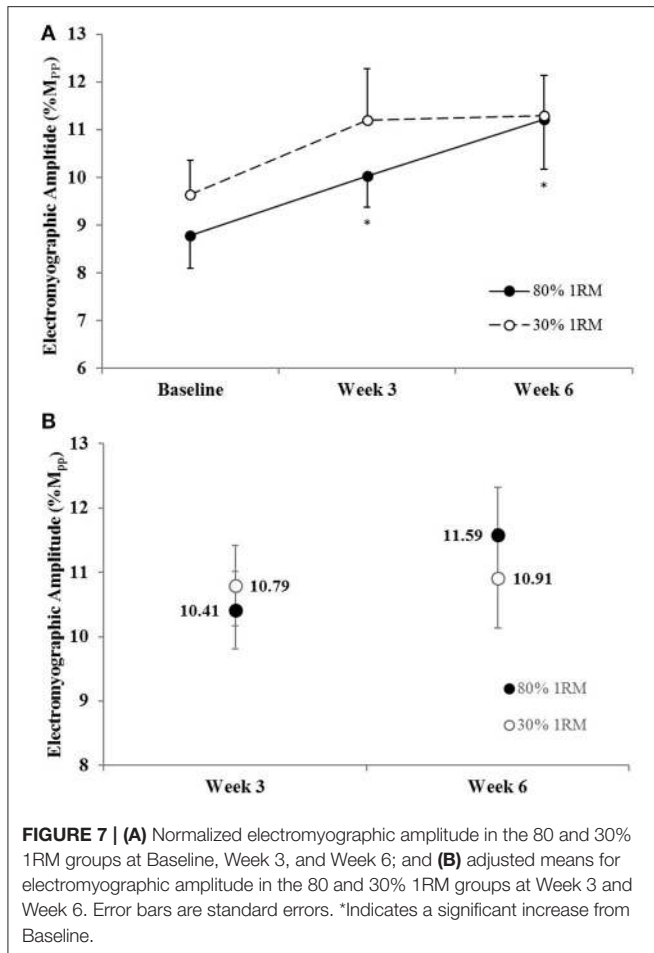 A
Electromyographic Ampltide (%MPP)
13
12
11
10
9
8
7
6
*
*
80% 1RM
30% 1RM
Baseline
Week 3
Week 6
B
Electromyographic Amplitude (%Mpp)
13
12
11
10
9
8
10.41
10.79
11.59
10.91
80% 1RM
30% 1RM
Week 3
Week 6
FIGURE 7 | (A) Normalized electromyographic amplitude in the 80 and 30%
1RM groups at Baseline, Week 3, and Week 6; and (B) adjusted means for
electromyographic amplitude in the 80 and 30% 1RM groups at Week 3 and
Week 6. Error bars are standard errors. *Indicates a significant increase from
Baseline.